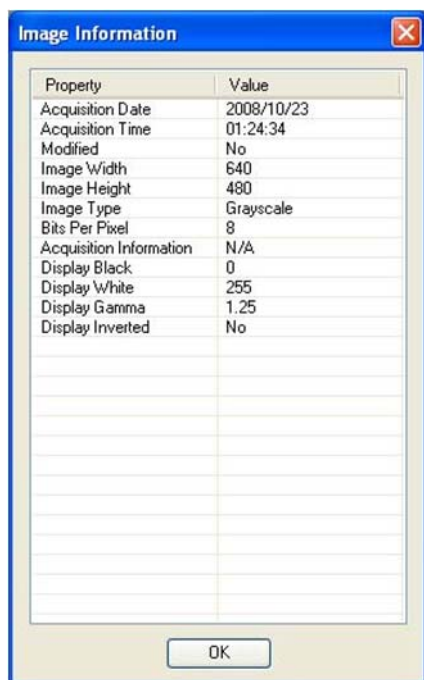 Image Information
Property Value
Acquisition Date 2008/10/23
Acquisition Time 01:24:34
Modified No
Image Width 640
Image Height 480
Image Type Grayscale
Bits Per Pixel 8
Acquisition Information N/A
Display Black 0
Display White 255
Display Gamma 1.25
Display Inverted No
OK